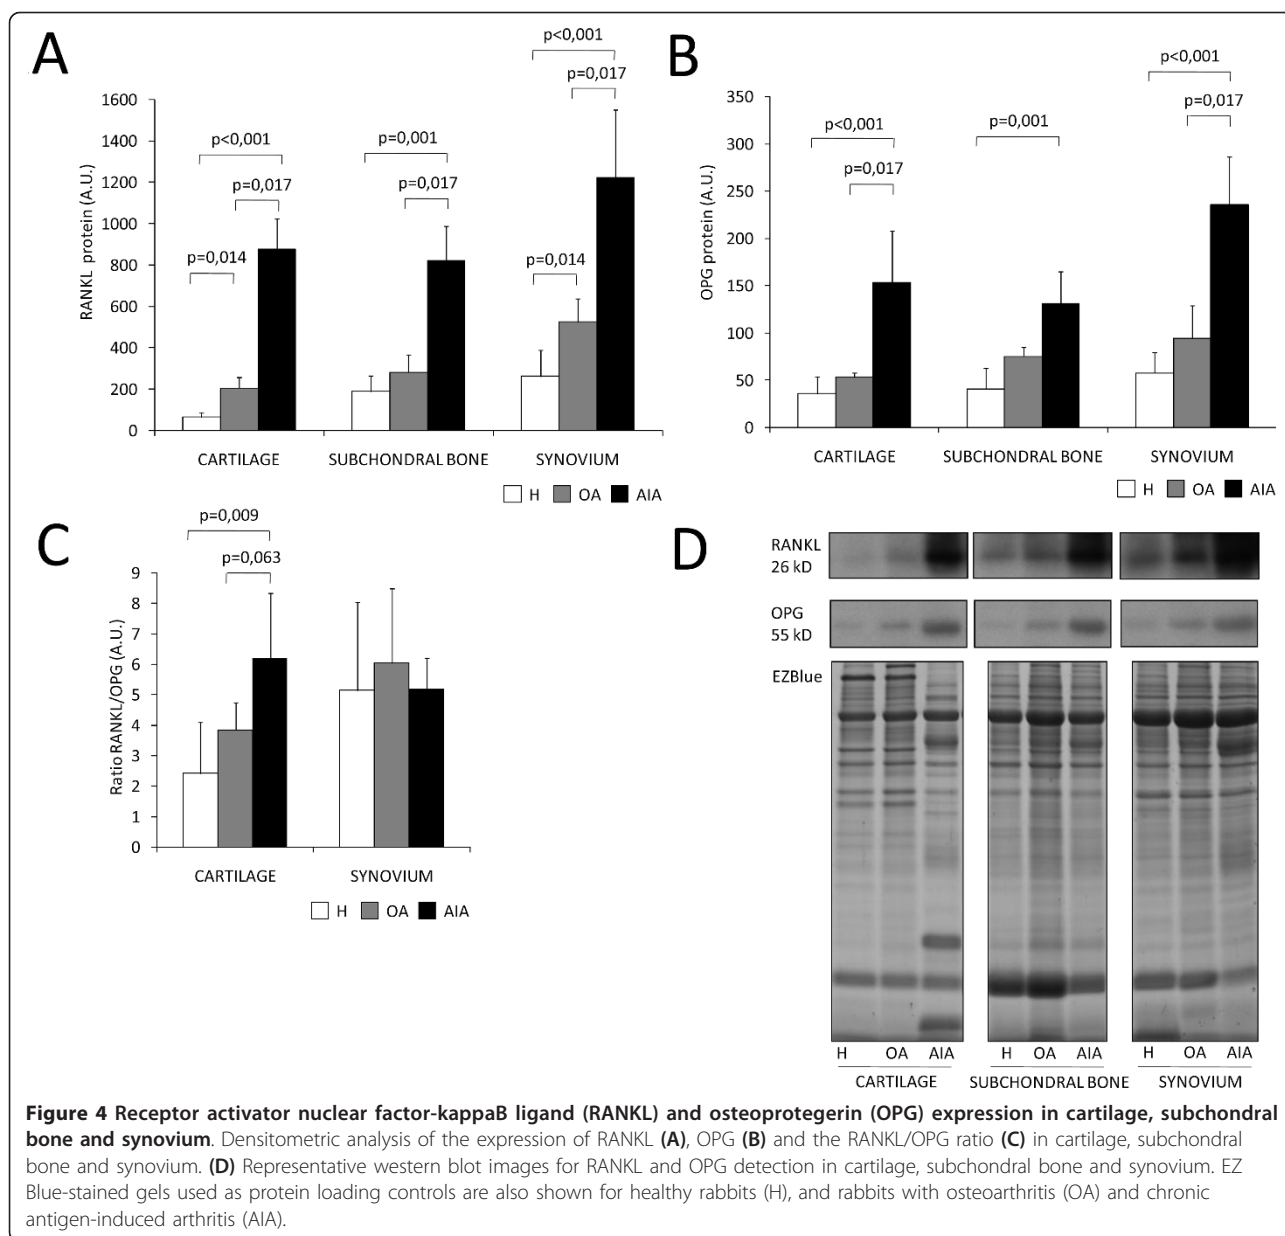 A
p<0,001
p=0,017
p<0,001
p=0,001
p=0,017
p=0,017
p=0,014
p=0,014
RANKL protein (A.U.)
1600
1400
1200
1000
800
600
400
200
0
CARTILAGE SUBCHONDRAL BONE SYNOVIUM
H OA AIA
B
p<0,001
p=0,017
p<0,001
p=0,001
p=0,017
OPG protein (A.U.)
350
300
250
200
150
100
50
0
CARTILAGE SUBCHONDRAL BONE SYNOVIUM
H OA AIA
C
p=0,009
p=0,063
Ratio RANKL/OPG (A.U.)
9
8
7
6
5
4
3
2
1
0
CARTILAGE SYNOVIUM
H OA AIA
D
RANKL
26 kD
OPG
55 kD
EZBlue
H OA AIA H OA AIA H OA AIA
CARTILAGE SUBCHONDRAL BONE SYNOVIUM
Figure 4 Receptor activator nuclear factor-kappaB ligand (RANKL) and osteoprotegerin (OPG) expression in cartilage, subchondral
bone and synovium. Densitometric analysis of the expression of RANKL (A), OPG (B) and the RANKL/OPG ratio (C) in cartilage, subchondral
bone and synovium. (D) Representative western blot images for RANKL and OPG detection in cartilage, subchondral bone and synovium. EZ
Blue-stained gels used as protein loading controls are also shown for healthy rabbits (H), and rabbits with osteoarthritis (OA) and chronic
antigen-induced arthritis (AIA).